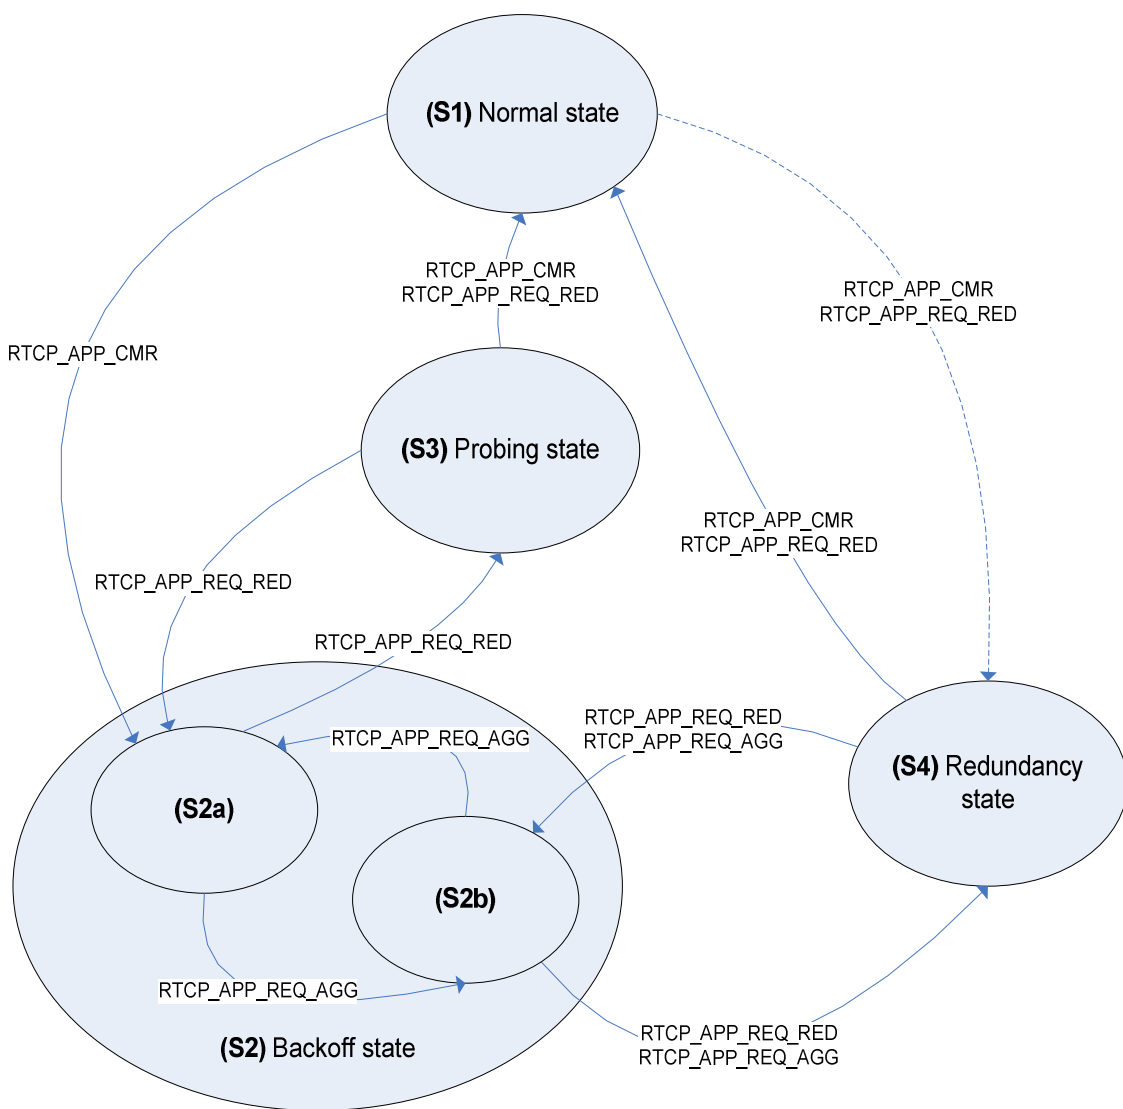 (S1) Normal state
RTCP_APP_CMR
RTCP_APP_REQ_RED
RTCP_APP_CMR
RTCP_APP_REQ_RED
RTCP_APP_CMR
(S3) Probing state
RTCP_APP_CMR
RTCP_APP_REQ_RED
RTCP_APP_REQ_RED
RTCP_APP_REQ_RED
RTCP_APP_REQ_RED
RTCP_APP_REQ_AGG
RTCP_APP_REQ_AGG
(S4) Redundancy
state
(S2a)
(S2b)
RTCP_APP_REQ_AGG
RTCP_APP_REQ_RED
RTCP_APP_REQ_AGG
(S2) Backoff state